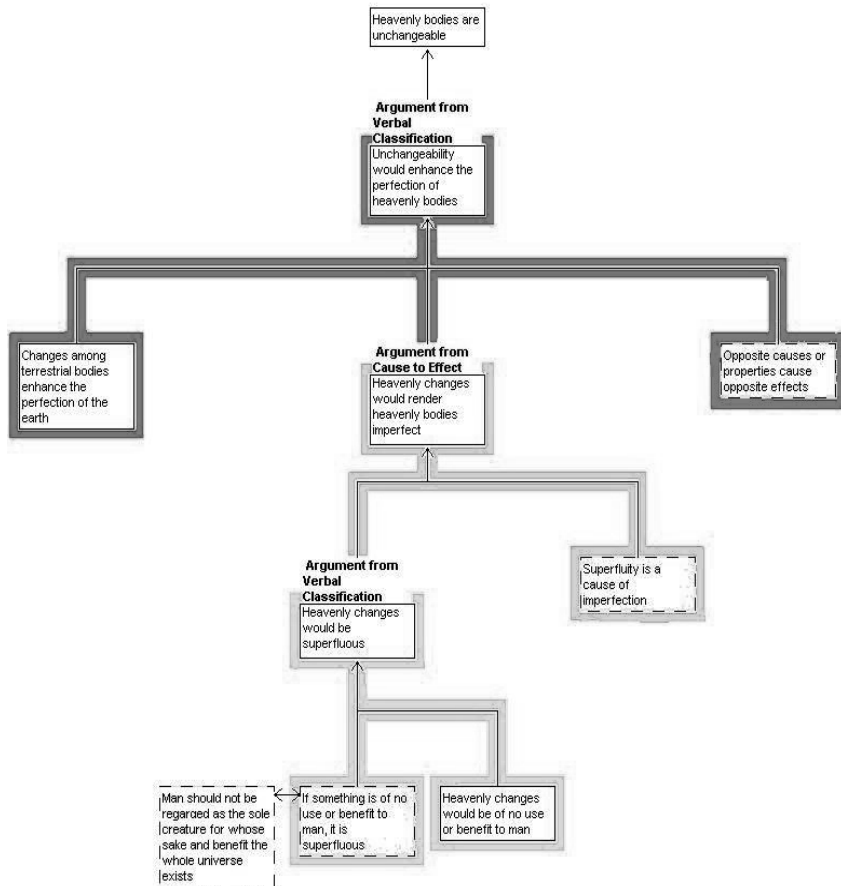 Heavenly bodies are
unchangeable
Argument from
Verbal
Classification
Unchangeability
would enhance the
perfection of
heavenly bodies
Changes among
terrestrial bodies
enhance the
perfection of the
earth
Argument from
Cause to Effect
Heavenly changes
would render
heavenly bodies
imperfect
Opposite causes or
properties cause
opposite effects
Argument from
Verbal
Classification
Heavenly changes
would be
superfluous
Superfluity is a
cause of
imperfection
Man should not be
regarded as the sole
creature for whose
sake and benefit the
whole universe
exists
If something is of no
use or benefit to
man, it is
superfluous
Heavenly changes
would be of no use
or benefit to man